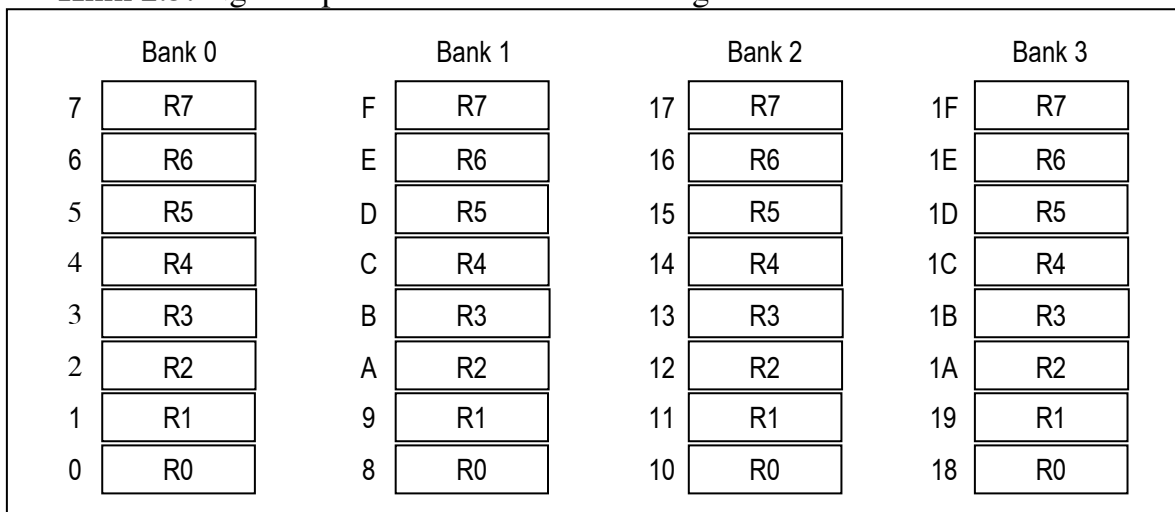 Bank 0 Bank 1 Bank 2 Bank 3
7 R7 F R7 17 R7 1F R7
6 R6 E R6 16 R6 1E R6
5 R5 D R5 15 R5 1D R5
4 R4 C R4 14 R4 1C R4
3 R3 B R3 13 R3 1B R3
2 R2 A R2 12 R2 1A R2
1 R1 9 R1 11 R1 19 R1
0 R0 8 R0 10 R0 18 R0